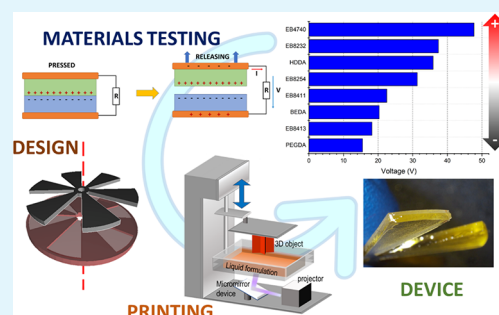 MATERIALS TESTING
PRESSED
R
RELEASING
I
R
V
EB4740
EB8232
HDDA
EB8254
EB8411
BEDA
EB8413
PEGDA
0 10 20 30 40 50
Voltage (V)
+
-
DESIGN
3D object
Liquid formulation
Micromirror
device
projector
PRINTING
DEVICE